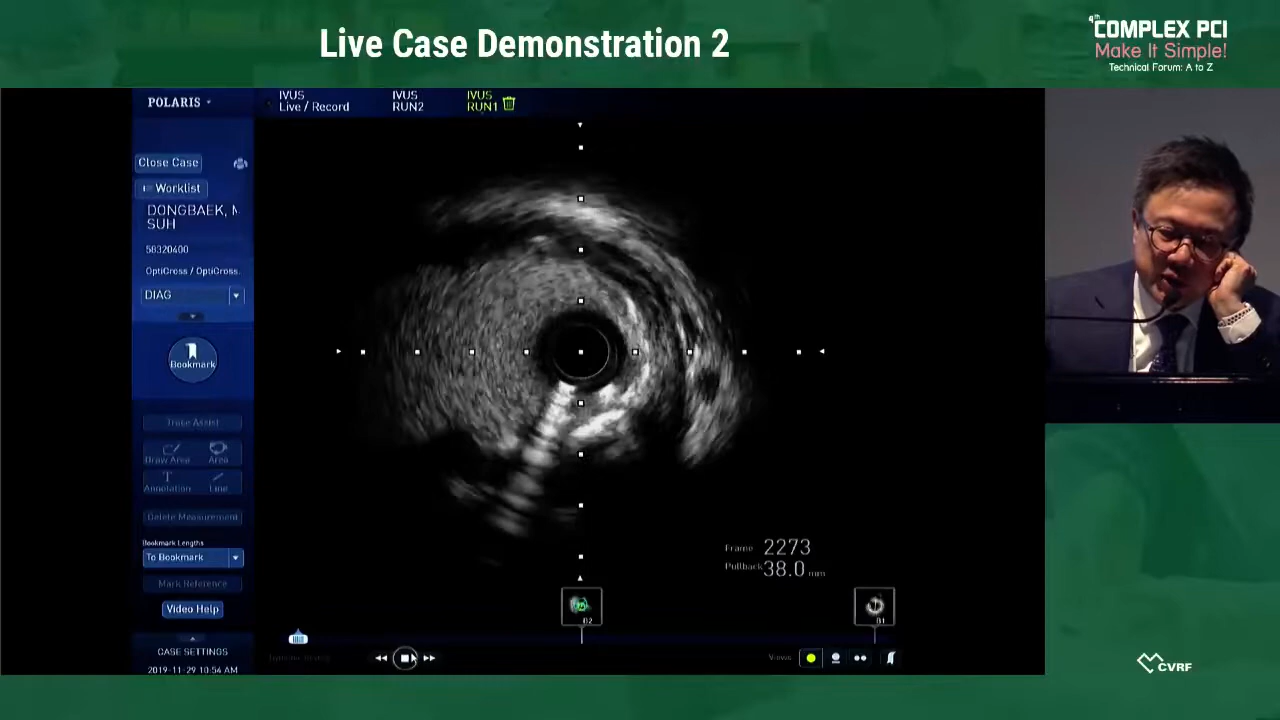 Live Case Demonstration 2
9th COMPLEX PCI
Make It Simple!
Technical Forum: A to Z
POLARIS
IVUS
Live / Record
IVUS
RUN2
IVUS
RUN1
Close Case
Worklist
DONGBAEK,
SUH
58320400
OptiCross / OptiCross.
DIAG
Bookmark
Trace Assist
Draw Area
Area
Annotation
Line
Delete Measurement
Bookmark Lengths
To Bookmark
Mark Reference
Video Help
CASE SETTINGS
2019-11-29 10:54 AM
Frame 2273
Pullback 38.0 mm
B2
B1
Views
CVRF